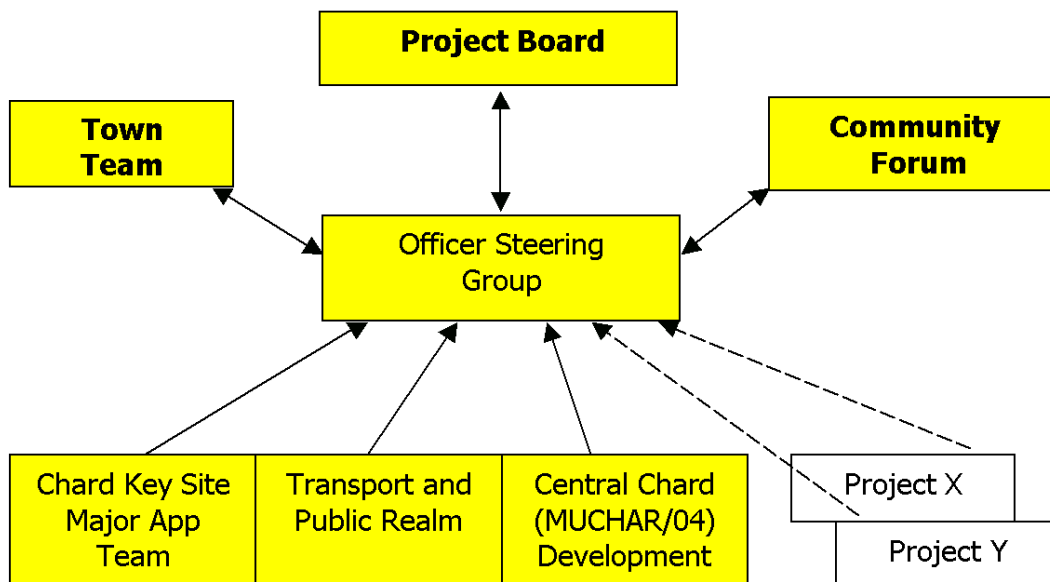 Project Board
Town
Team
Community
Forum
Officer Steering
Group
Chard Key Site
Major App
Team
Transport and
Public Realm
Central Chard
(MUCHAR/04)
Development
Project X
Project Y